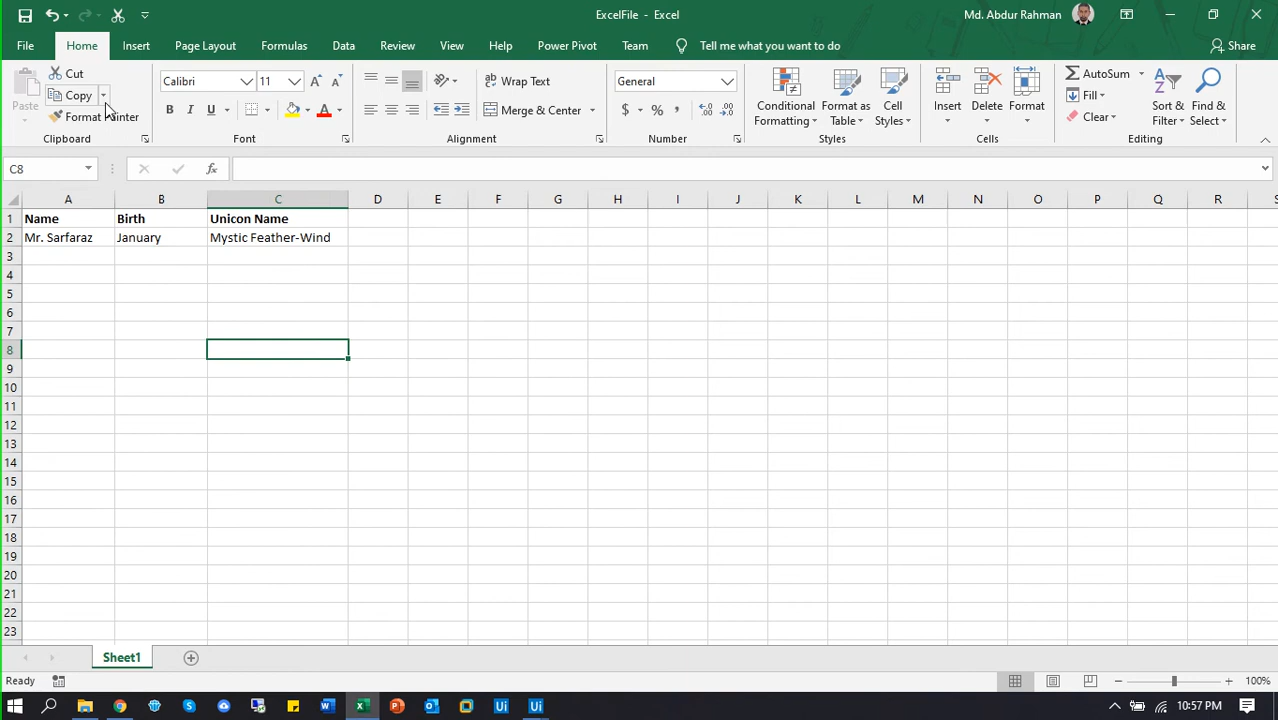 ExcelFile - Excel
Md. Abdur Rahman
File Home Insert Page Layout Formulas Data Review View Help Power Pivot Team Tell me what you want to do Share
Paste
Cut
Copy
Format Painter
Clipboard
Calibri 11
B I U
A
Font
ab Wrap Text
Merge & Center
Alignment
General
$ % ,
Number
Conditional Formatting
Format as Table
Cell Styles
Styles
Insert
Delete
Format
Cells
AutoSum
Fill
Clear
Sort & Filter
Find & Select
Editing
C8 fx
A B C D E F G H I J K L M N O P Q R S
1 Name Birth Unicon Name
2 Mr. Sarfaraz January Mystic Feather-Wind
3
4
5
6
7
8
9
10
11
12
13
14
15
16
17
18
19
20
21
22
23
Sheet1
Ready
100%
Ui Ui
10:57 PM